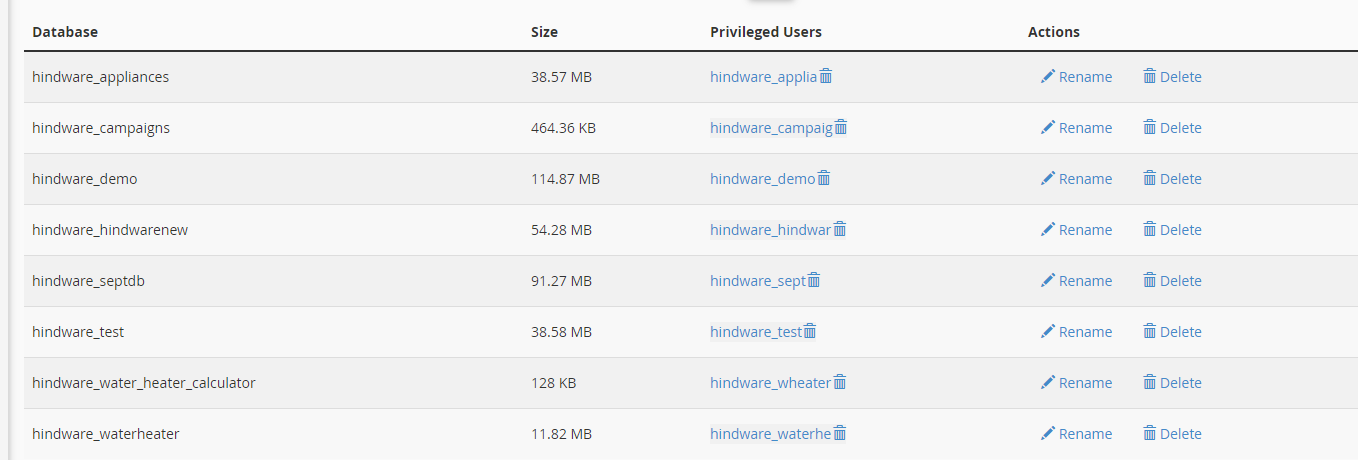 Database Size Privileged Users Actions
hindware_appliances 38.57 MB hindware_applia Rename Delete
hindware_campaigns 464.36 KB hindware_campaig Rename Delete
hindware_demo 114.87 MB hindware_demo Rename Delete
hindware_hindwarenew 54.28 MB hindware_hindwar Rename Delete
hindware_septdb 91.27 MB hindware_sept Rename Delete
hindware_test 38.58 MB hindware_test Rename Delete
hindware_water_heater_calculator 128 KB hindware_wheater Rename Delete
hindware_waterheater 11.82 MB hindware_waterhe Rename Delete